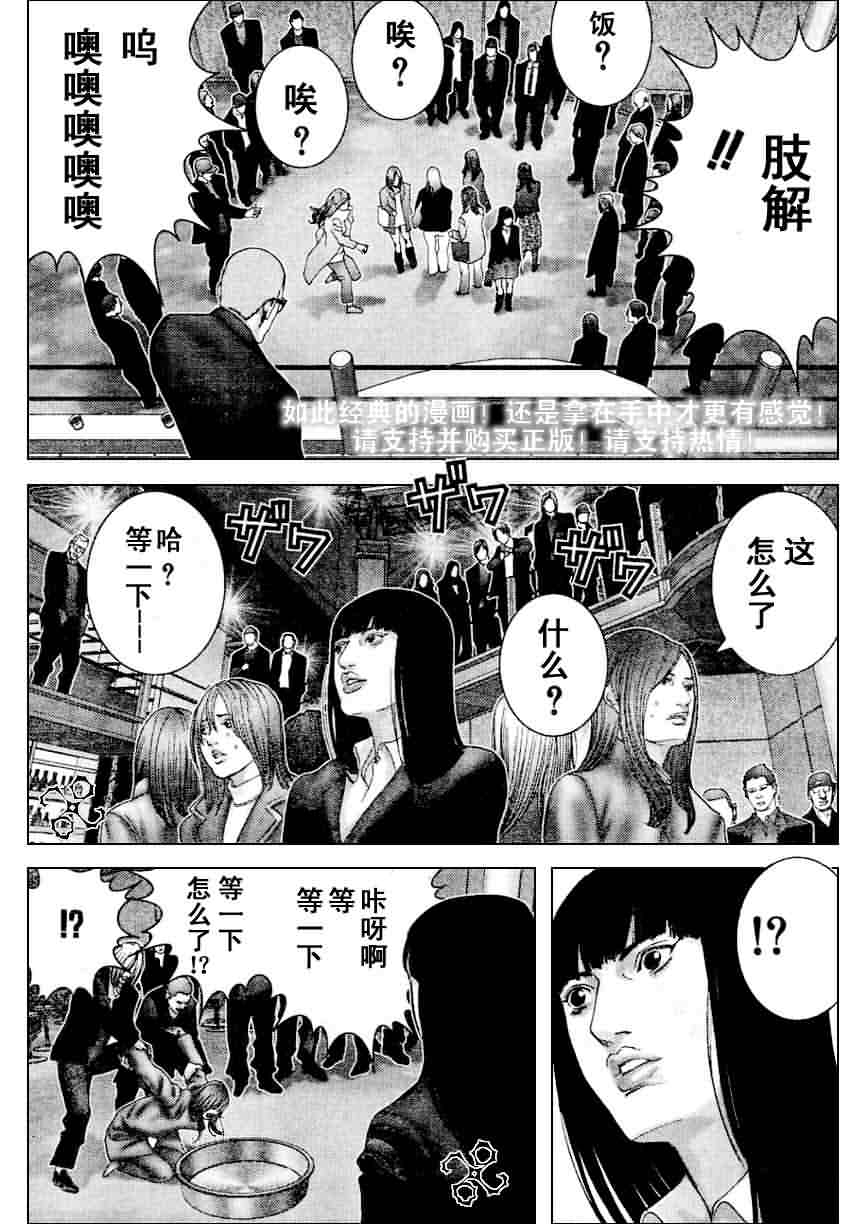 肢解
!!
饭?
唉?
唉?
呜
噢噢噢噢噢
如此经典的漫画!还是拿在手中才更有感觉!
请支持并购买正版!请支持热情!
这
怎么了
ザワ
什么?
ザワ
ザワ
哈?
等一下——
!?
咔呀啊
等
等一下
等一下
怎么了!?
!?